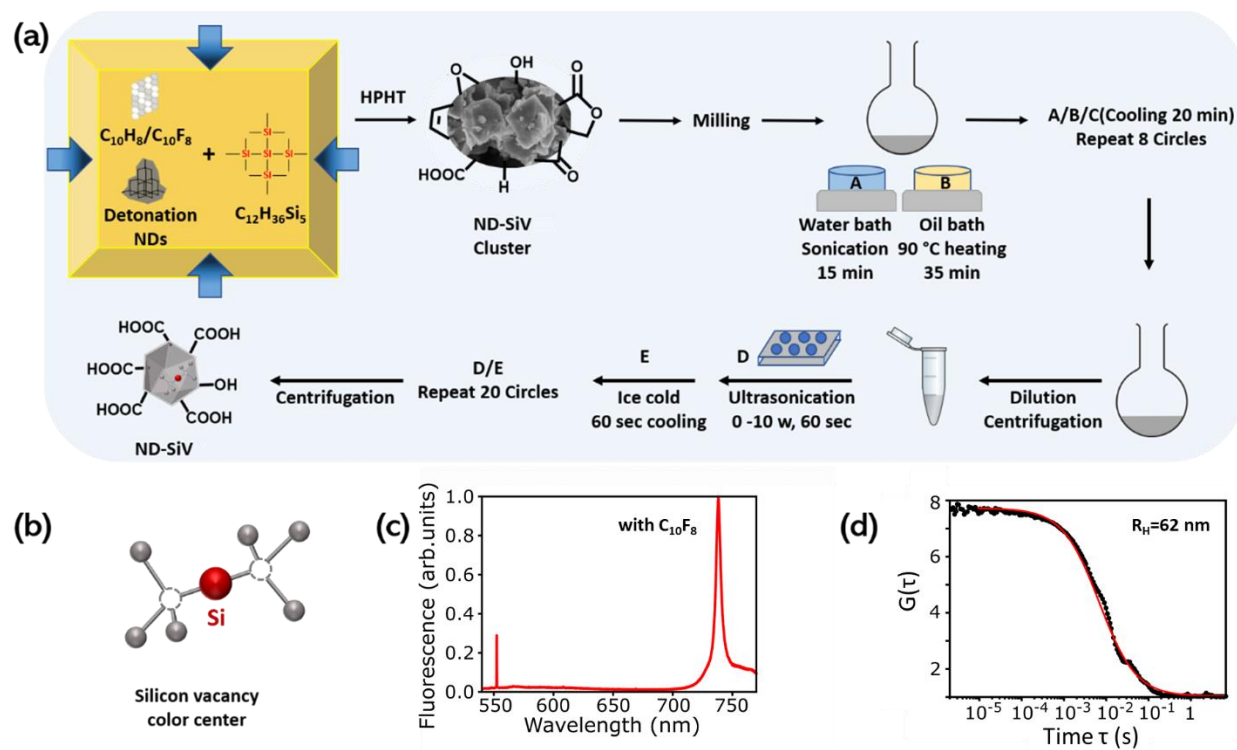 (a)
C₁₀H₈/C₁₀F₈
+
Detonation
NDs
SI
SI SI SI
SI
C₁₂H₃₆Si₅
HPHT
OH
O
O
O
O
O
HOOC
H
ND-SiV
Cluster
Milling
A
B
Water bath
Sonication
15 min
Oil bath
90 °C heating
35 min
A/B/C(Cooling 20 min)
Repeat 8 Circles
Dilution
Centrifugation
D
Ultrasonication
0 -10 w, 60 sec
E
Ice cold
60 sec cooling
D/E
Repeat 20 Circles
Centrifugation
HOOC
COOH
HOOC
OH
HOOC
COOH
ND-SiV
(b)
Si
Silicon vacancy
color center
(c)
Fluorescence (arb.units)
1.0
0.8
0.6
0.4
0.2
0.0
with C₁₀F₈
550 600 650 700 750
Wavelength (nm)
(d)
G(τ)
8
6
4
2
R_H=62 nm
10⁻⁵ 10⁻⁴ 10⁻³ 10⁻² 10⁻¹ 1
Time τ (s)